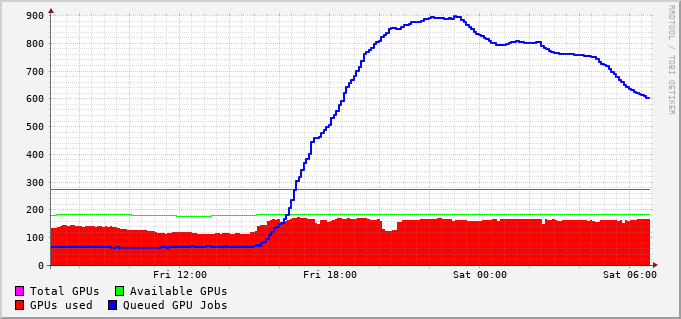 900
800
700
600
500
400
300
200
100
0
Fri 12:00 Fri 18:00 Sat 00:00 Sat 06:00
Total GPUs Available GPUs
GPUs used Queued GPU Jobs
RRDTOOL / TOBI OETIKER